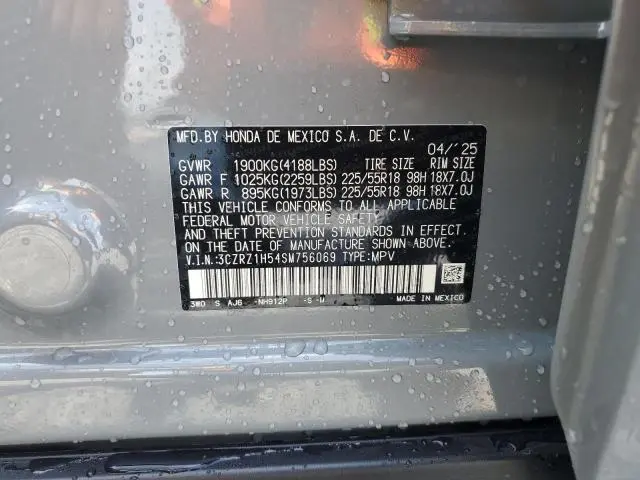 MFD.BY HONDA DE MEXICO S.A. DE C.V.
04/'25
GVWR 1900KG(4188LBS) TIRE SIZE RIM SIZE
GAWR F 1025KG(2259LBS) 225/55R18 98H 18X7.0J
GAWR R 895KG(1973LBS) 225/55R18 98H 18X7.0J
THIS VEHICLE CONFORMS TO ALL APPLICABLE
FEDERAL MOTOR VEHICLE SAFETY
AND THEFT PREVENTION STANDARDS IN EFFECT
ON THE DATE OF MANUFACTURE SHOWN ABOVE.
V.I.N.:3CZRZ1H54SM756069 TYPE:MPV
3W0 S AJ6 -NH912P -S-M MADE IN MEXICO